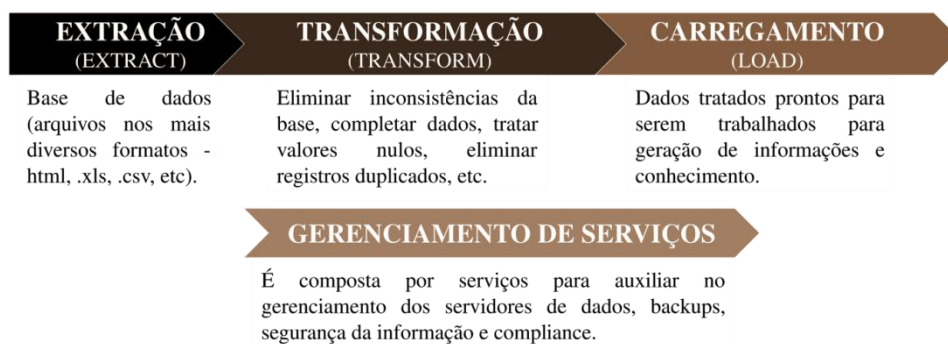 EXTRAÇÃO
(EXTRACT)
TRANSFORMAÇÃO
(TRANSFORM)
CARREGAMENTO
(LOAD)
Base de dados
(arquivos nos mais
diversos formatos -
html, .xls, .csv, etc).
Eliminar inconsistências da
base, completar dados, tratar
valores nulos, eliminar
registros duplicados, etc.
Dados tratados prontos para
serem trabalhados para
geração de informações e
conhecimento.
GERENCIAMENTO DE SERVIÇOS
É composta por serviços para auxiliar no
gerenciamento dos servidores de dados, backups,
segurança da informação e compliance.